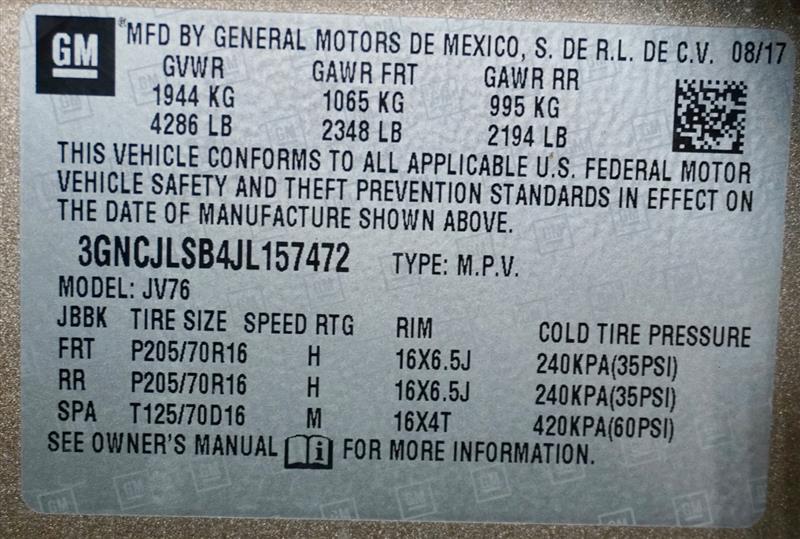 GM ® MFD BY GENERAL MOTORS DE MEXICO, S. DE R.L. DE C.V. 08/17
GVWR GAWR FRT GAWR RR
1944 KG 1065 KG 995 KG
4286 LB 2348 LB 2194 LB
THIS VEHICLE CONFORMS TO ALL APPLICABLE U.S. FEDERAL MOTOR
VEHICLE SAFETY AND THEFT PREVENTION STANDARDS IN EFFECT ON
THE DATE OF MANUFACTURE SHOWN ABOVE.
3GNCJLSB4JL157472 TYPE: M.P.V.
MODEL: JV76
JBBK TIRE SIZE SPEED RTG RIM COLD TIRE PRESSURE
FRT P205/70R16 H 16X6.5J 240KPA(35PSI)
RR P205/70R16 H 16X6.5J 240KPA(35PSI)
SPA T125/70D16 M 16X4T 420KPA(60PSI)
SEE OWNER'S MANUAL i FOR MORE INFORMATION.